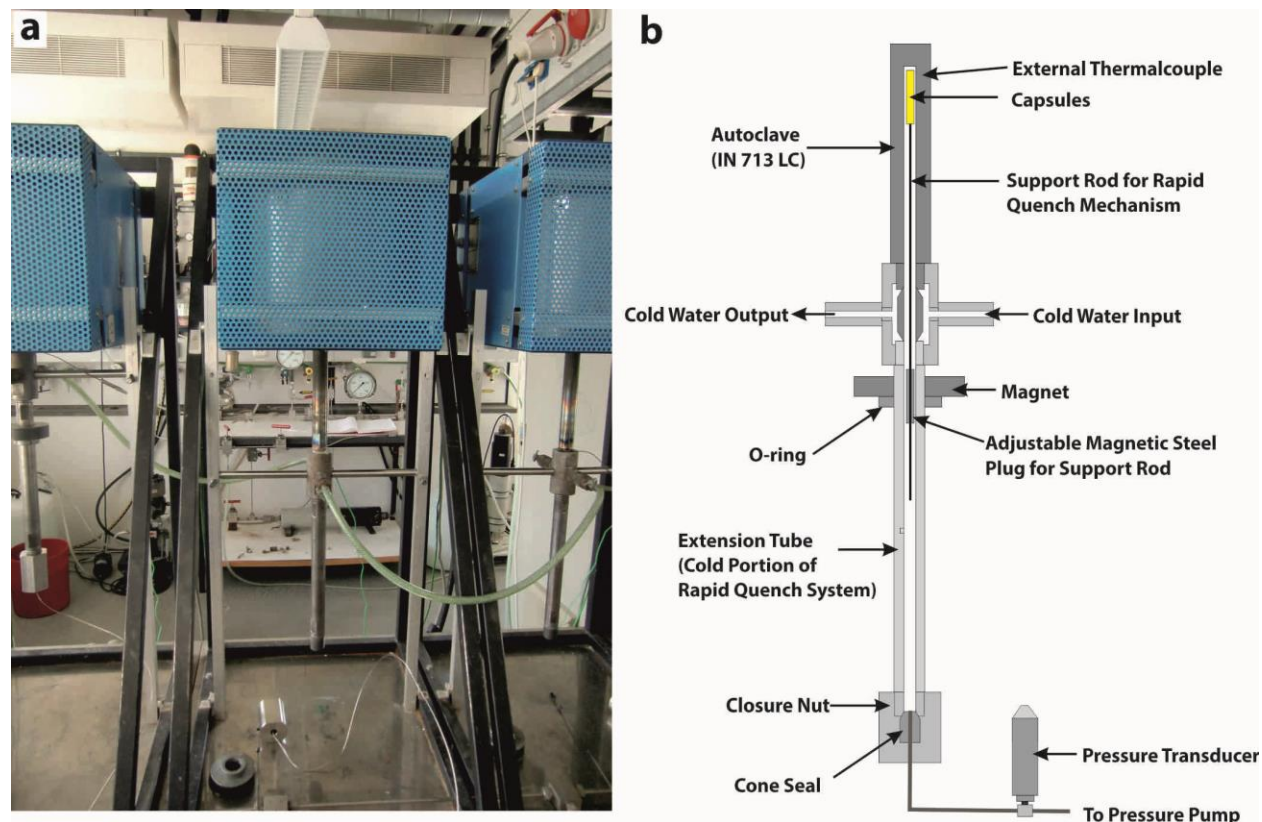 a
b
External Thermalcouple
Capsules
Autoclave
(IN 713 LC)
Support Rod for Rapid
Quench Mechanism
Cold Water Output
Cold Water Input
Magnet
O-ring
Adjustable Magnetic Steel
Plug for Support Rod
Extension Tube
(Cold Portion of
Rapid Quench System)
Closure Nut
Cone Seal
Pressure Transducer
To Pressure Pump